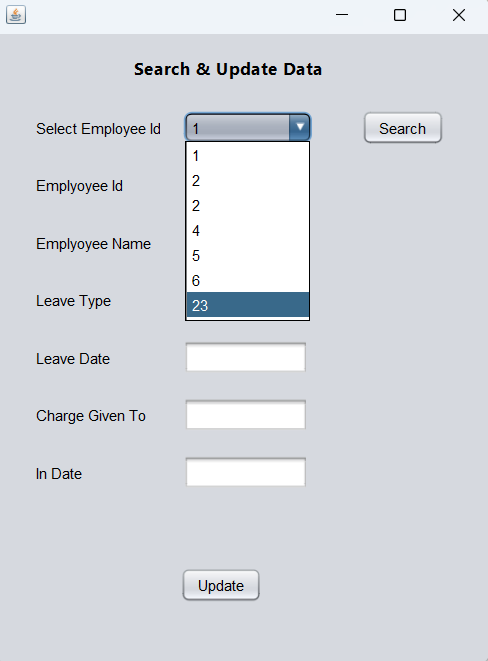 Search & Update Data
Select Employee Id
1
Search
1
2
2
4
5
6
23
Emplyoyee Id
Emplyoyee Name
Leave Type
Leave Date
Charge Given To
In Date
Update